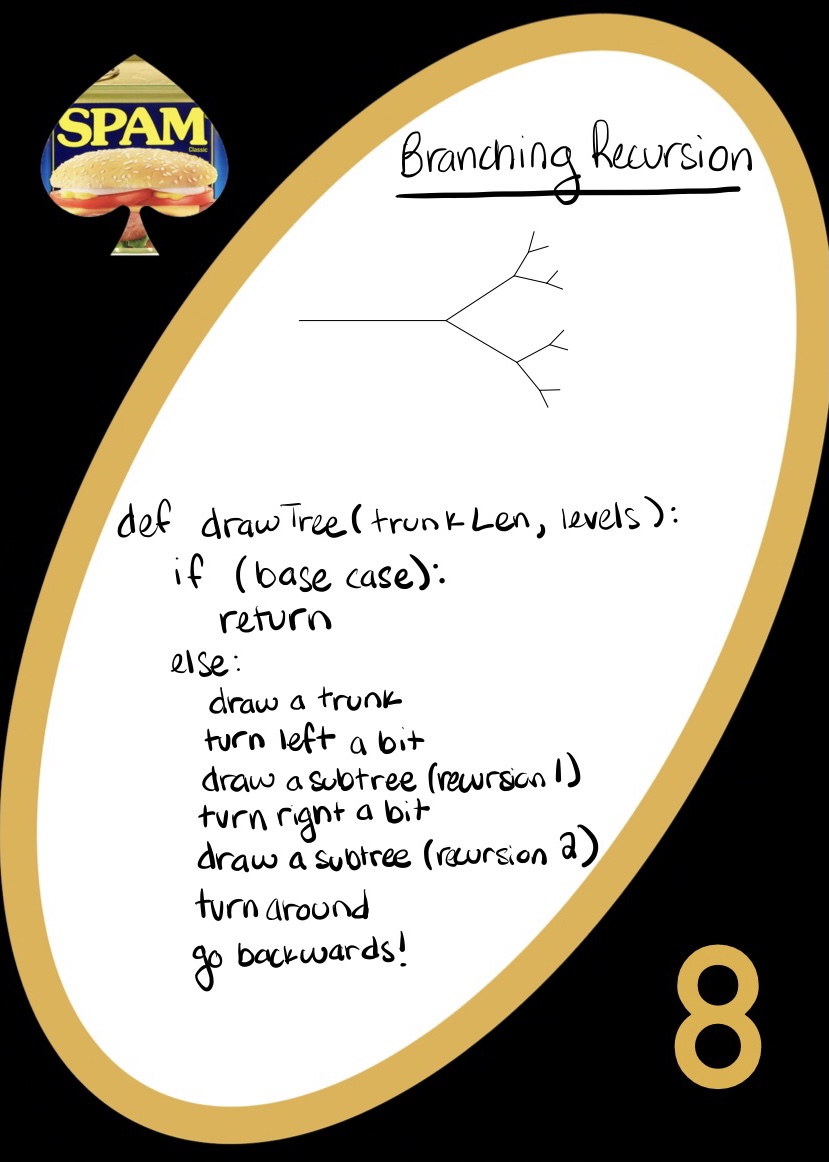 SPAM
Classic
Branching Recursion
def drawTree(trunkLen, levels):
if (base case):
return
else:
draw a trunk
turn left a bit
draw a subtree (recursion 1)
turn right a bit
draw a subtree (recursion 2)
turn around
go backwards!
8